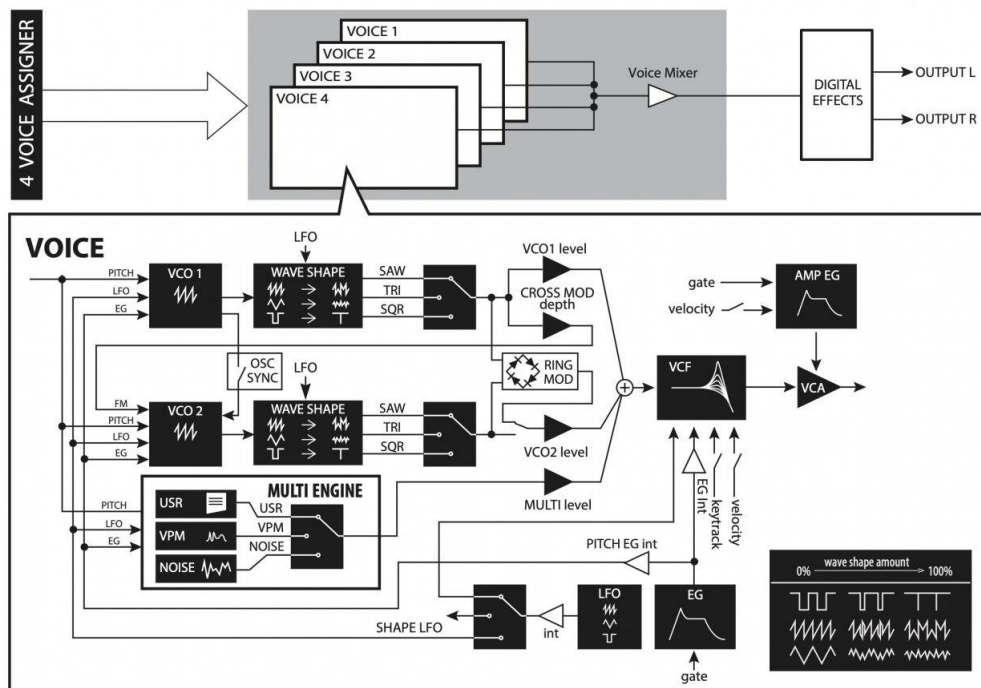 4 VOICE ASSIGNER
VOICE 1
VOICE 2
VOICE 3
VOICE 4
Voice Mixer
DIGITAL
EFFECTS
OUTPUT L
OUTPUT R
VOICE
PITCH
LFO
EG
VCO 1
LFO
WAVE SHAPE
SAW
TRI
SQR
VCO1 level
CROSS MOD
depth
OSC
SYNC
RING
MOD
gate
velocity
AMP EG
VCF
VCA
FM
PITCH
LFO
EG
VCO 2
LFO
WAVE SHAPE
SAW
TRI
SQR
VCO2 level
MULTI level
MULTI ENGINE
PITCH
LFO
EG
USR
VPM
NOISE
USR
VPM
NOISE
EG Int
keytrack
velocity
PITCH EG int
SHAPE LFO
int
LFO
EG
gate
wave shape amount
0%
100%